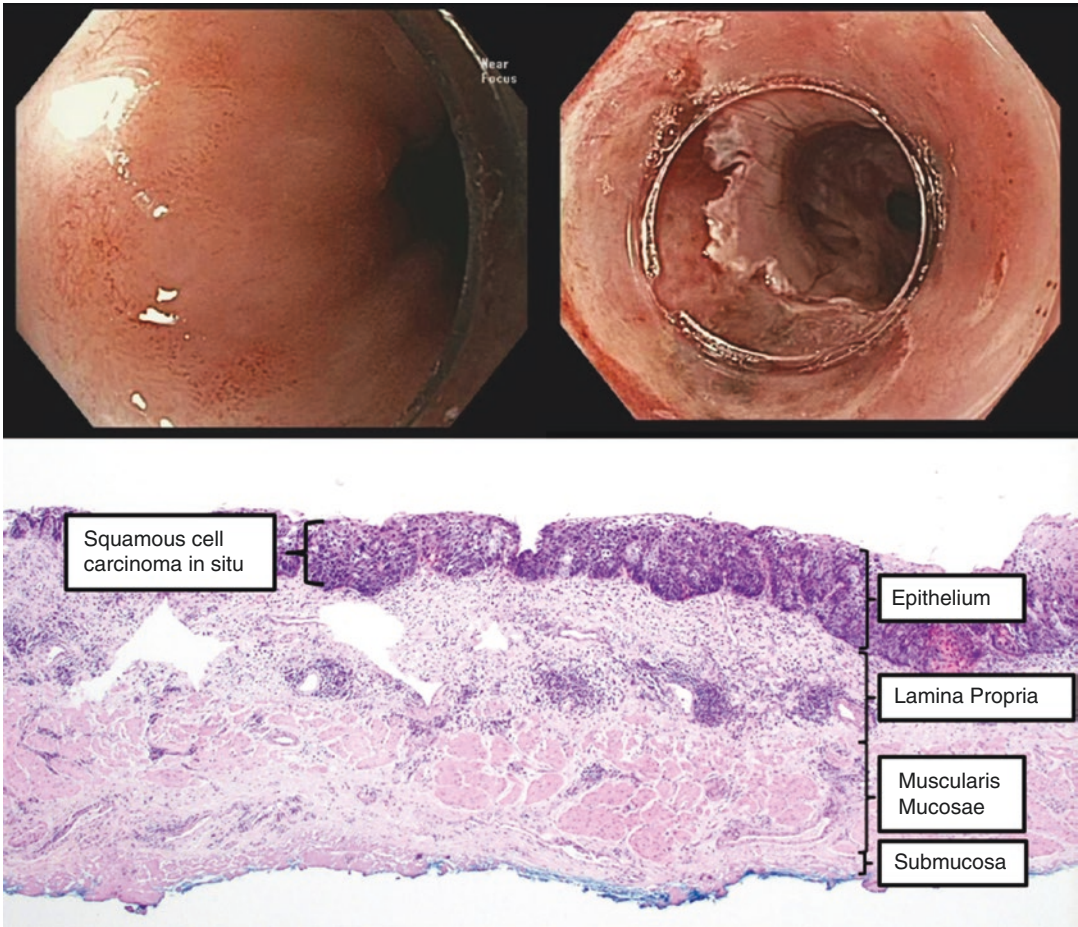 Near
Focus
Squamous cell
carcinoma in situ
Epithelium
Lamina Propria
Muscularis
Mucosae
Submucosa